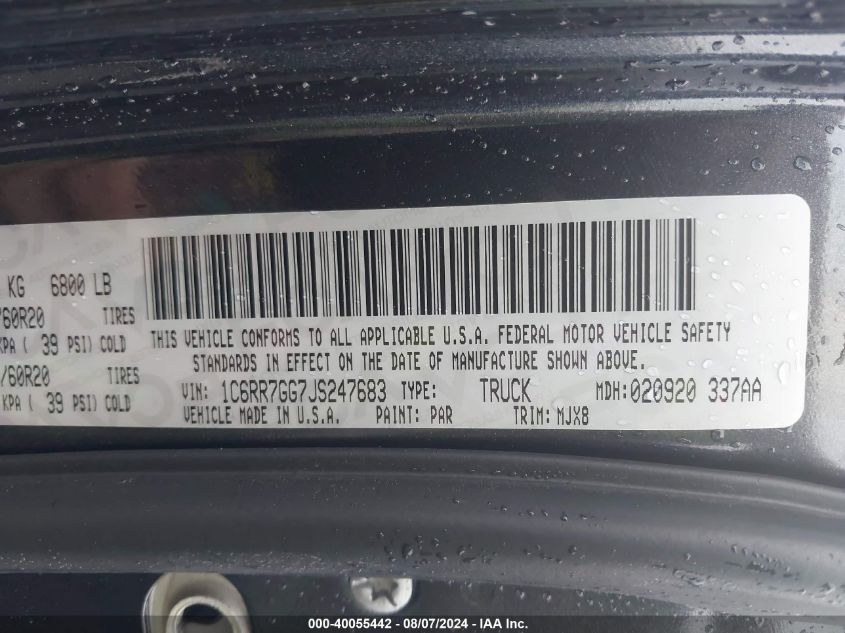 KG 6800 LB
/60R20 TIRES
KPA ( 39 PSI) COLD
/60R20 TIRES
KPA ( 39 PSI) COLD
THIS VEHICLE CONFORMS TO ALL APPLICABLE U.S.A. FEDERAL MOTOR VEHICLE SAFETY
STANDARDS IN EFFECT ON THE DATE OF MANUFACTURE SHOWN ABOVE.
VIN: 1C6RR7GG7JS247683 TYPE: TRUCK MDH:020920 337AA
VEHICLE MADE IN U.S.A. PAINT: PAR TRIM: MJX8
000-40055442 - 08/07/2024 - IAA Inc.